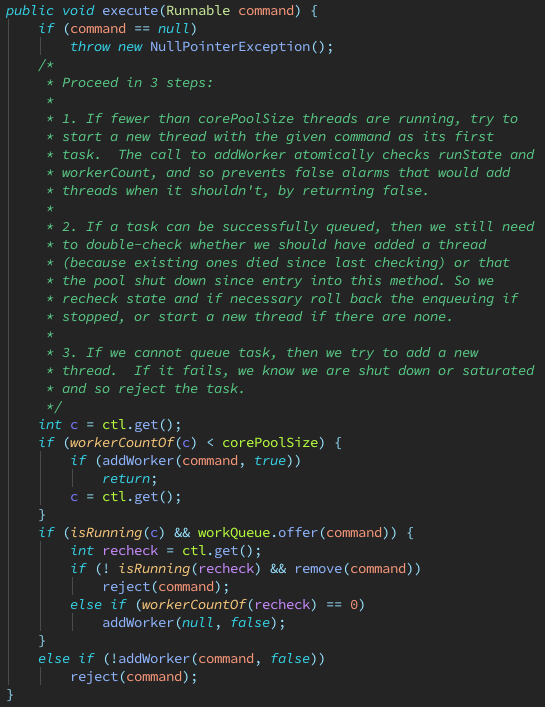 public void execute(Runnable command) {
    if (command == null)
        throw new NullPointerException();
    /*
     * Proceed in 3 steps:
     *
     * 1. If fewer than corePoolSize threads are running, try to
     * start a new thread with the given command as its first
     * task.  The call to addWorker atomically checks runState and
     * workerCount, and so prevents false alarms that would add
     * threads when it shouldn't, by returning false.
     *
     * 2. If a task can be successfully queued, then we still need
     * to double-check whether we should have added a thread
     * (because existing ones died since last checking) or that
     * the pool shut down since entry into this method. So we
     * recheck state and if necessary roll back the enqueuing if
     * stopped, or start a new thread if there are none.
     *
     * 3. If we cannot queue task, then we try to add a new
     * thread.  If it fails, we know we are shut down or saturated
     * and so reject the task.
     */
    int c = ctl.get();
    if (workerCountOf(c) < corePoolSize) {
        if (addWorker(command, true))
            return;
        c = ctl.get();
    }
    if (isRunning(c) && workQueue.offer(command)) {
        int recheck = ctl.get();
        if (! isRunning(recheck) && remove(command))
            reject(command);
        else if (workerCountOf(recheck) == 0)
            addWorker(null, false);
    }
    else if (!addWorker(command, false))
        reject(command);
}